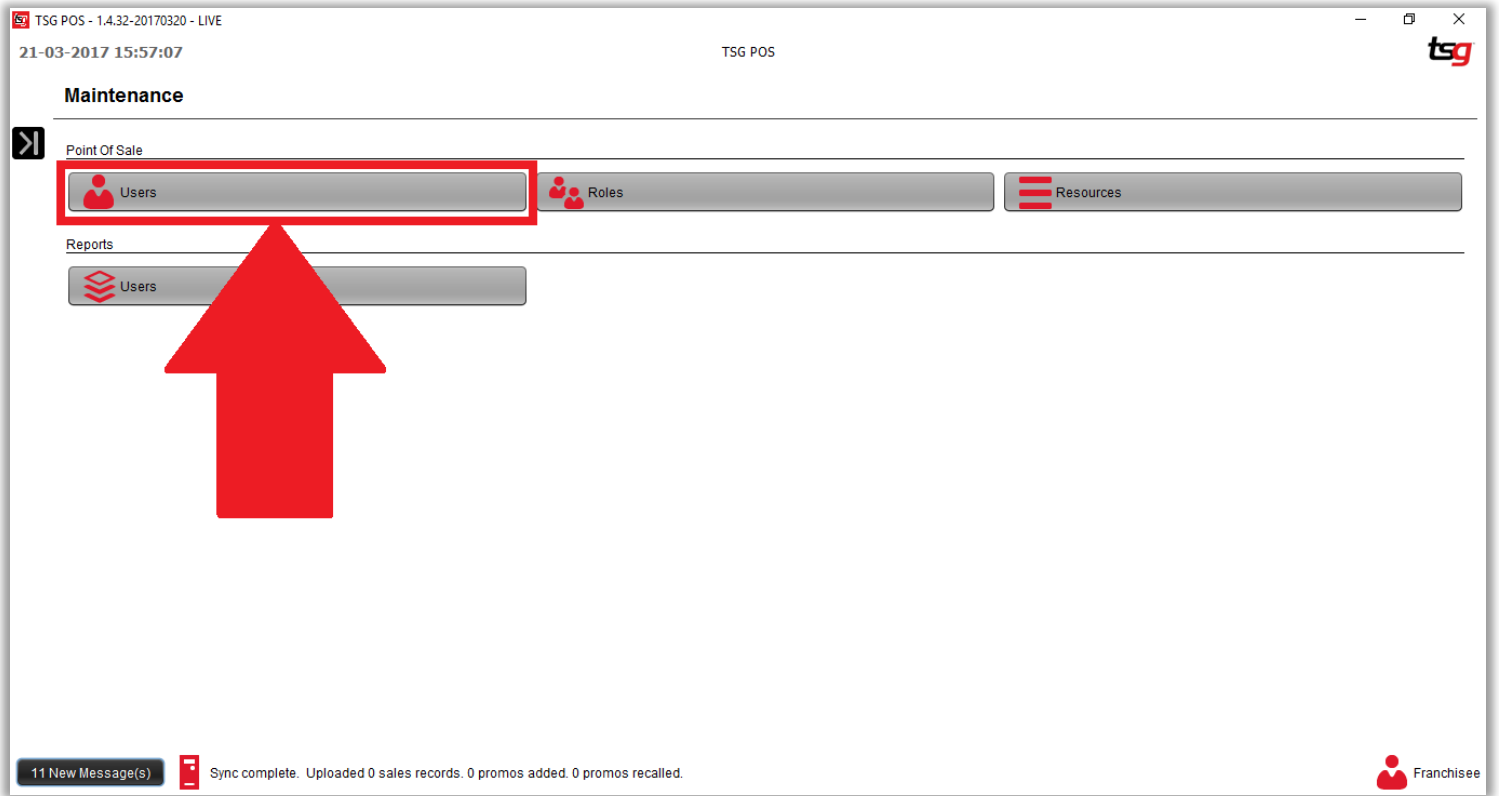 TSG POS - 1.4.32-20170320 - LIVE
21-03-2017 15:57:07
TSG POS
tsg
Maintenance
Point Of Sale
Users
Roles
Resources
Reports
Users
11 New Message(s)
Sync complete. Uploaded 0 sales records. 0 promos added. 0 promos recalled.
Franchisee